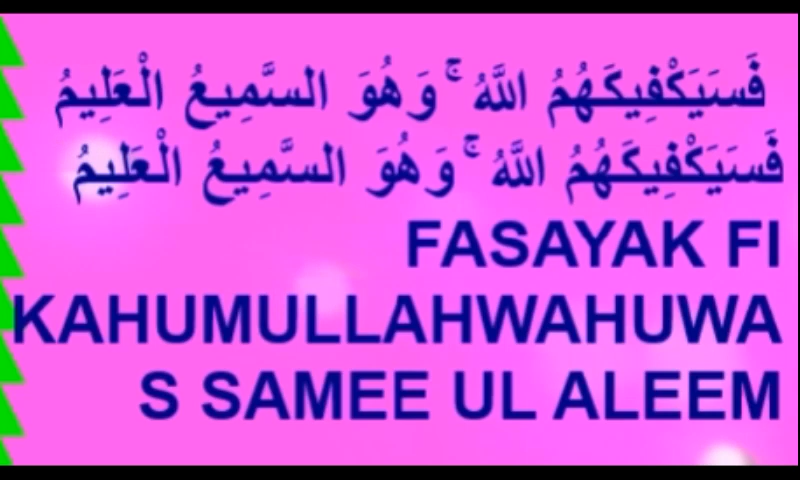 فَسَيَكْفِيكَهُمُ اللَّهُ ۚ وَهُوَ السَّمِيعُ الْعَلِيمُ
فَسَيَكْفِيكَهُمُ اللَّهُ ۚ وَهُوَ السَّمِيعُ الْعَلِيمُ
FASAYAK FI
KAHUMULLAHWAHUWA
S SAMEE UL ALEEM